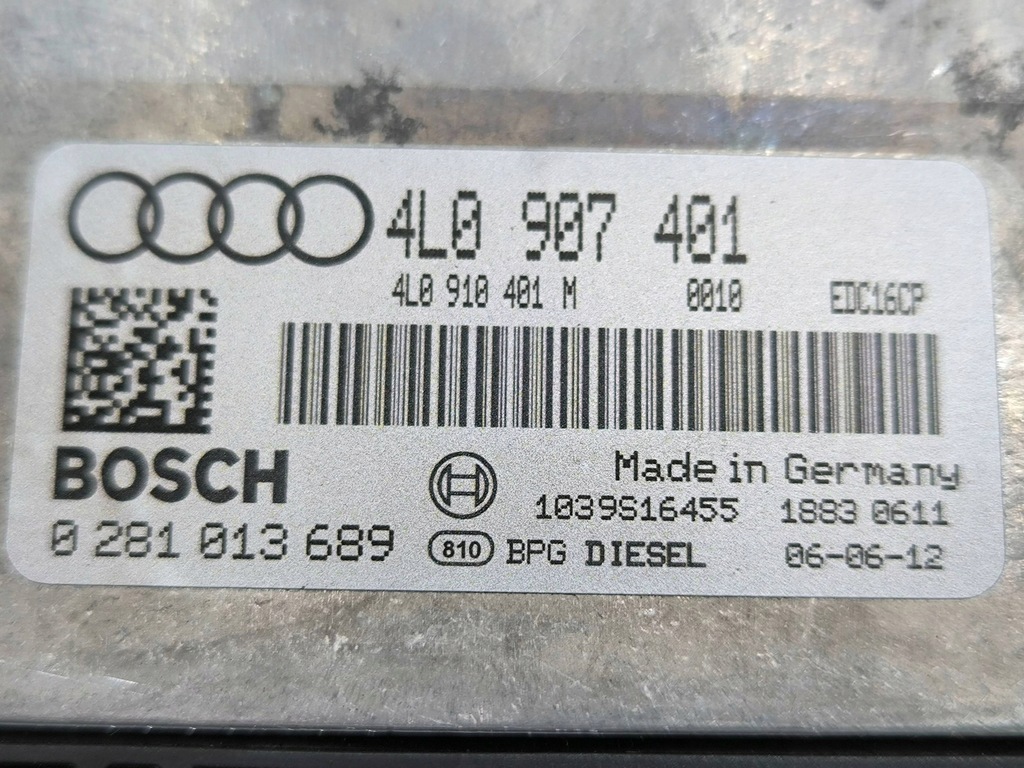 4L0 907 401
4L0 910 401 M 0010 EDC16CP
BOSCH
Made in Germany
1039S16455 1883 0611
0 281 013 689 810 BPG DIESEL 06-06-12